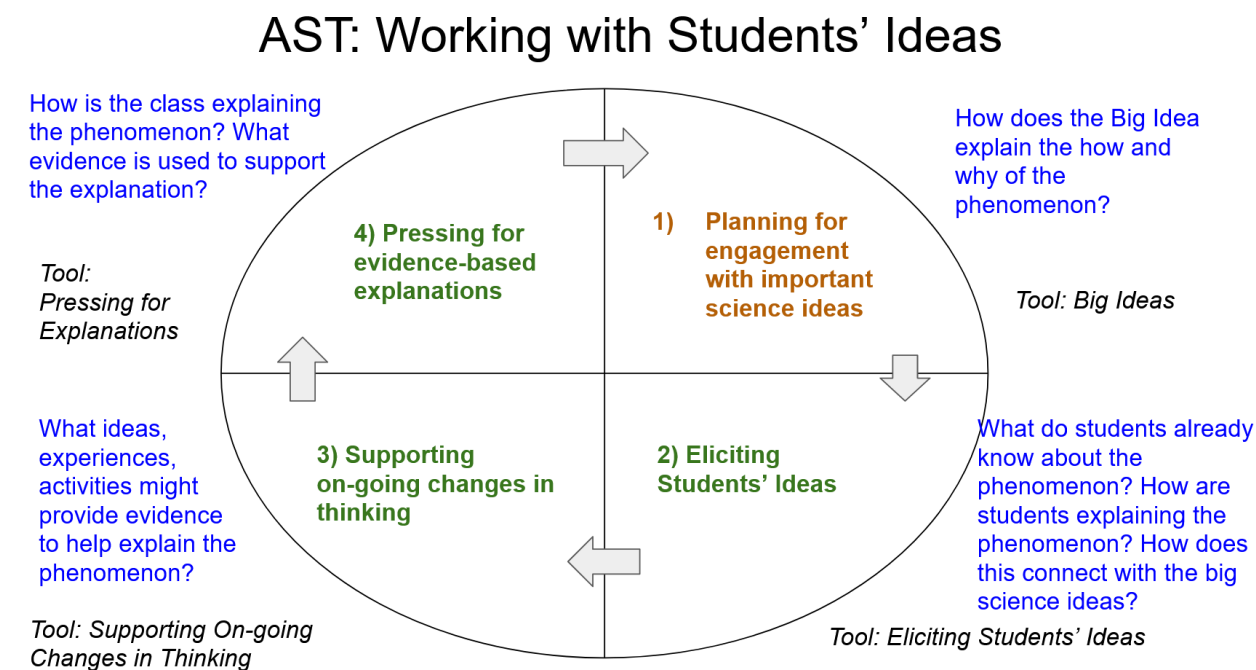 AST: Working with Students’ Ideas
How is the class explaining
the phenomenon? What
evidence is used to support
the explanation?
How does the Big Idea
explain the how and
why of the
phenomenon?
4) Pressing for
evidence-based
explanations
1) Planning for
engagement
with important
science ideas
Tool:
Pressing for
Explanations
Tool: Big Ideas
What ideas,
experiences,
activities might
provide evidence
to help explain the
phenomenon?
3) Supporting
on-going changes in
thinking
2) Eliciting
Students’ Ideas
What do students already
know about the
phenomenon? How are
students explaining the
phenomenon? How does
this connect with the big
science ideas?
Tool: Supporting On-going
Changes in Thinking
Tool: Eliciting Students’ Ideas